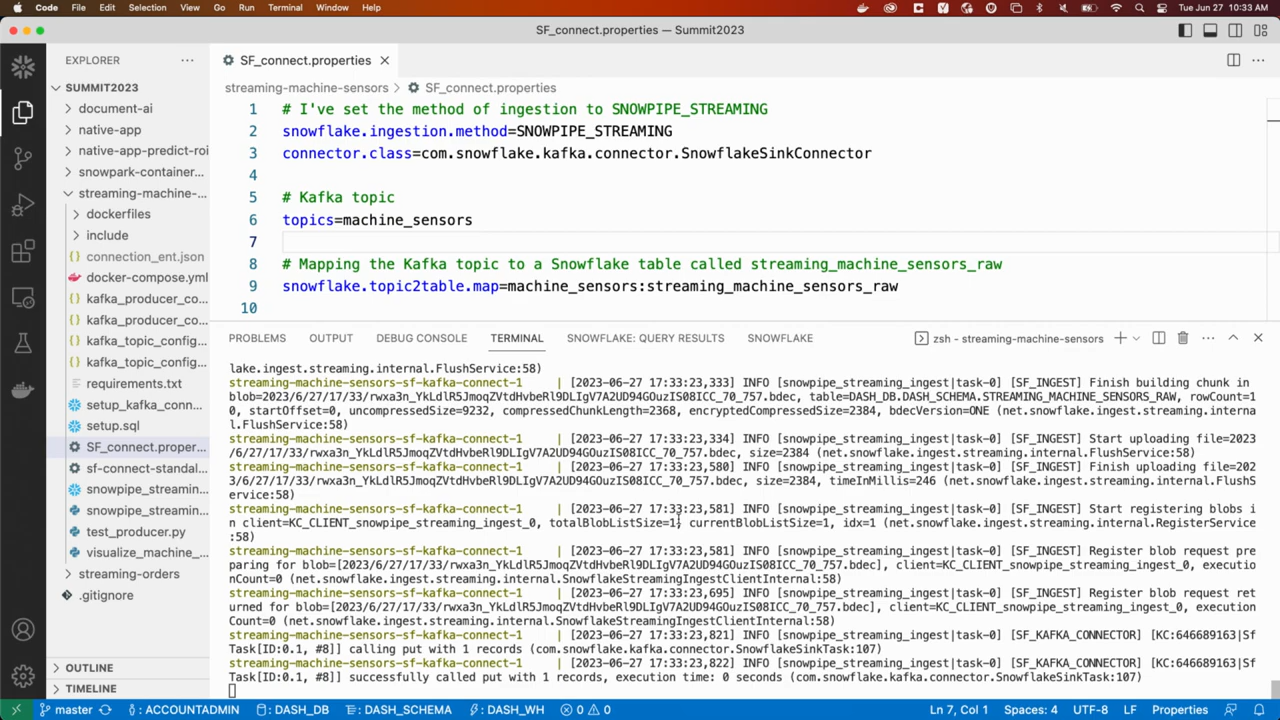 Code File Edit Selection View Go Run Terminal Window Help
Tue Jun 27 10:33 AM
SF_connect.properties — Summit2023
EXPLORER
SUMMIT2023
document-ai
native-app
native-app-predict-roi
snowpark-container...
streaming-machine-...
dockerfiles
include
connection_ent.json
docker-compose.yml
kafka_producer_co...
kafka_producer_co...
kafka_topic_config...
kafka_topic_config...
requirements.txt
setup_kafka_conn...
setup.sql
SF_connect.proper...
sf-connect-standal...
snowpipe_streamin...
snowpipe_streamin...
test_producer.py
visualize_machine_...
streaming-orders
.gitignore
OUTLINE
TIMELINE
SF_connect.properties
streaming-machine-sensors > SF_connect.properties
1 # I've set the method of ingestion to SNOWPIPE_STREAMING
2 snowflake.ingestion.method=SNOWPIPE_STREAMING
3 connector.class=com.snowflake.kafka.connector.SnowflakeSinkConnector
4
5 # Kafka topic
6 topics=machine_sensors
7
8 # Mapping the Kafka topic to a Snowflake table called streaming_machine_sensors_raw
9 snowflake.topic2table.map=machine_sensors:streaming_machine_sensors_raw
10
PROBLEMS OUTPUT DEBUG CONSOLE TERMINAL SNOWFLAKE: QUERY RESULTS SNOWFLAKE
zsh - streaming-machine-sensors
lake.ingest.streaming.internal.FlushService:58)
streaming-machine-sensors-sf-kafka-connect-1 | [2023-06-27 17:33:23,333] INFO [snowpipe_streaming_ingest|task-0] [SF_INGEST] Finish building chunk in
blob=2023/6/27/17/33/rwxa3n_YkLdlR5JmoqZVtdHvbeRl9DLIgV7A2UD94GOuzIS08ICC_70_757.bdec, table=DASH_DB.DASH_SCHEMA.STREAMING_MACHINE_SENSORS_RAW, rowCount=1
0, startOffset=0, uncompressedSize=9232, compressedChunkLength=2368, encryptedCompressedSize=2384, bdecVersion=ONE (net.snowflake.ingest.streaming.interna
l.FlushService:58)
streaming-machine-sensors-sf-kafka-connect-1 | [2023-06-27 17:33:23,334] INFO [snowpipe_streaming_ingest|task-0] [SF_INGEST] Start uploading file=2023
/6/27/17/33/rwxa3n_YkLdlR5JmoqZVtdHvbeRl9DLIgV7A2UD94GOuzIS08ICC_70_757.bdec, size=2384 (net.snowflake.ingest.streaming.internal.FlushService:58)
streaming-machine-sensors-sf-kafka-connect-1 | [2023-06-27 17:33:23,580] INFO [snowpipe_streaming_ingest|task-0] [SF_INGEST] Finish uploading file=202
3/6/27/17/33/rwxa3n_YkLdlR5JmoqZVtdHvbeRl9DLIgV7A2UD94GOuzIS08ICC_70_757.bdec, size=2384, timeInMillis=246 (net.snowflake.ingest.streaming.internal.FlushS
ervice:58)
streaming-machine-sensors-sf-kafka-connect-1 | [2023-06-27 17:33:23,581] INFO [snowpipe_streaming_ingest|task-0] [SF_INGEST] Start registering blobs i
n client=KC_CLIENT_snowpipe_streaming_ingest_0, totalBlobListSize=1, currentBlobListSize=1, idx=1 (net.snowflake.ingest.streaming.internal.RegisterService
:58)
streaming-machine-sensors-sf-kafka-connect-1 | [2023-06-27 17:33:23,581] INFO [snowpipe_streaming_ingest|task-0] [SF_INGEST] Register blob request pre
paring for blob=[2023/6/27/17/33/rwxa3n_YkLdlR5JmoqZVtdHvbeRl9DLIgV7A2UD94GOuzIS08ICC_70_757.bdec], client=KC_CLIENT_snowpipe_streaming_ingest_0, executio
nCount=0 (net.snowflake.ingest.streaming.internal.SnowflakeStreamingIngestClientInternal:58)
streaming-machine-sensors-sf-kafka-connect-1 | [2023-06-27 17:33:23,695] INFO [snowpipe_streaming_ingest|task-0] [SF_INGEST] Register blob request ret
urned for blob=[2023/6/27/17/33/rwxa3n_YkLdlR5JmoqZVtdHvbeRl9DLIgV7A2UD94GOuzIS08ICC_70_757.bdec], client=KC_CLIENT_snowpipe_streaming_ingest_0, execution
Count=0 (net.snowflake.ingest.streaming.internal.SnowflakeStreamingIngestClientInternal:58)
streaming-machine-sensors-sf-kafka-connect-1 | [2023-06-27 17:33:23,821] INFO [snowpipe_streaming_ingest|task-0] [SF_KAFKA_CONNECTOR] [KC:646689163|Sf
Task[ID:0.1, #8]] calling put with 1 records (com.snowflake.kafka.connector.SnowflakeSinkTask:107)
streaming-machine-sensors-sf-kafka-connect-1 | [2023-06-27 17:33:23,822] INFO [snowpipe_streaming_ingest|task-0] [SF_KAFKA_CONNECTOR] [KC:646689163|Sf
Task[ID:0.1, #8]] successfully called put with 1 records, execution time: 0 seconds (com.snowflake.kafka.connector.SnowflakeSinkTask:107)
master : ACCOUNTADMIN : DASH_DB : DASH_SCHEMA : DASH_WH 0 0 Ln 7, Col 1 Spaces: 4 UTF-8 LF Properties